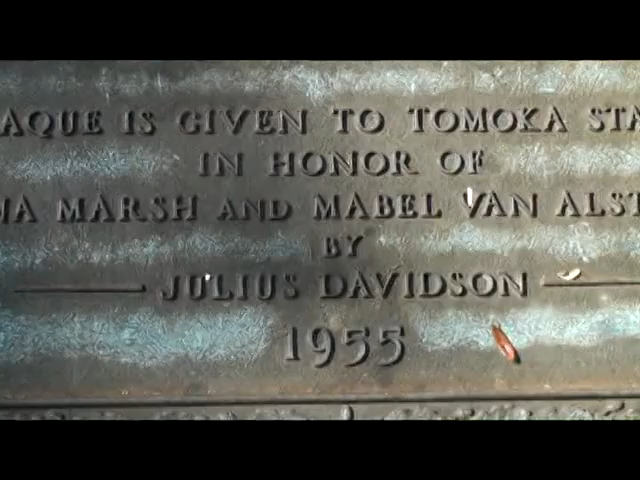 AQUE IS GIVEN TO TOMOKA STA
IN HONOR OF
NA MARSH AND MABEL VAN ALST
BY
JULIUS DAVIDSON
1955